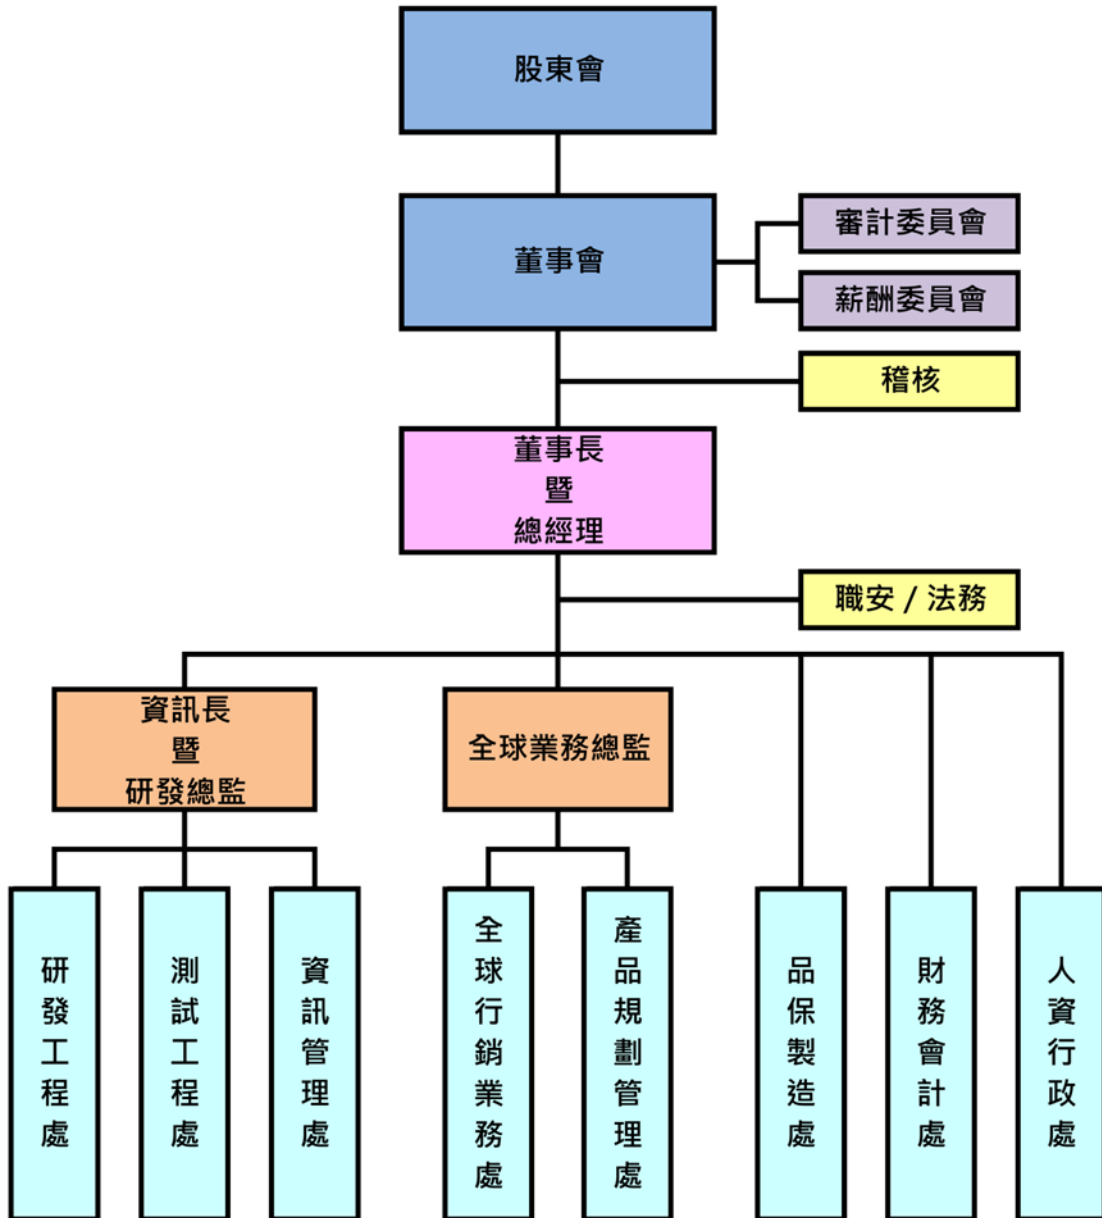 股東會
董事會
審計委員會
薪酬委員會
稽核
董事長
暨
總經理
職安 / 法務
資訊長
暨
研發總監
全球業務總監
研發工程處
測試工程處
資訊管理處
全球行銷業務處
產品規劃管理處
品保製造處
財務會計處
人資行政處